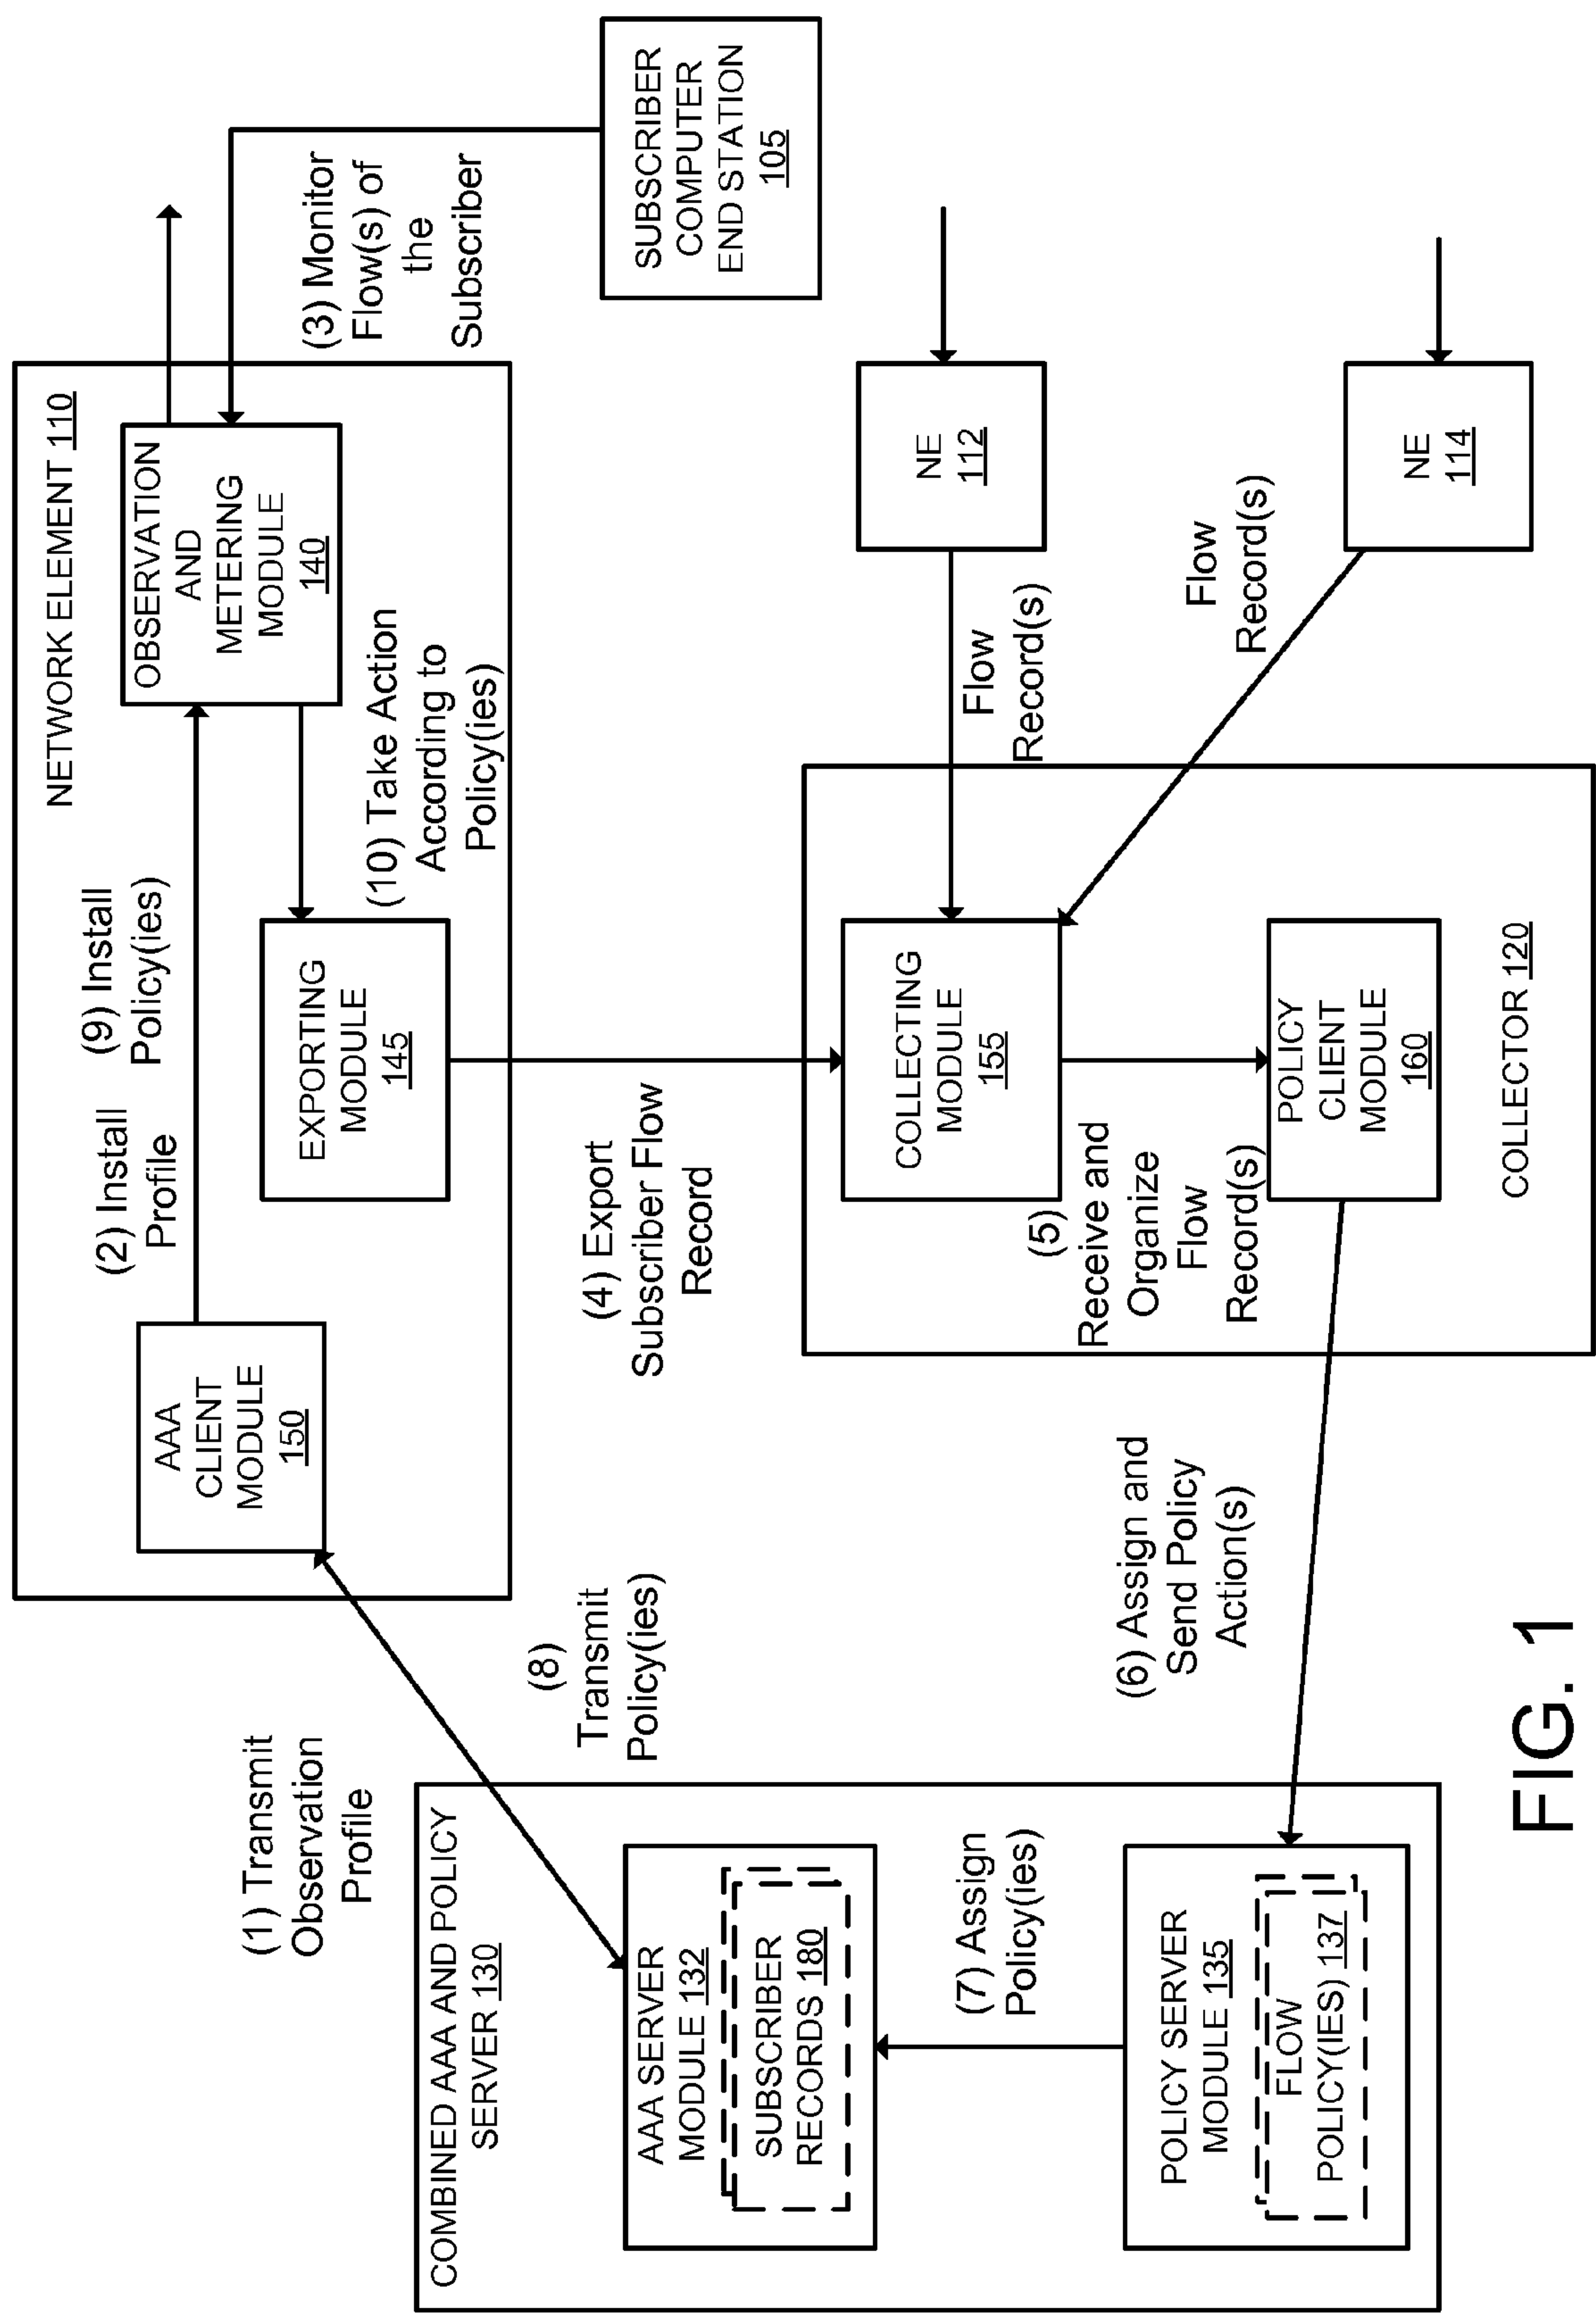 COMBINED AAA AND POLICY
SERVER 130
AAA SERVER
MODULE 132
SUBSCRIBER
RECORDS 180
(7) Assign
Policy(ies)
POLICY SERVER
MODULE 135
FLOW
POLICY(IES) 137
(1) Transmit
Observation
Profile
(8)
Transmit
Policy(ies)
(6) Assign and
Send Policy
Action(s)
NETWORK ELEMENT 110
AAA
CLIENT
MODULE
150
(2) Install
Profile
(9) Install
Policy(ies)
OBSERVATION
AND
METERING
MODULE
140
EXPORTING
MODULE
145
(10) Take Action
According to
Policy(ies)
(3) Monitor
Flow(s) of
the
Subscriber
SUBSCRIBER
COMPUTER
END STATION
105
(4) Export
Subscriber Flow
Record
COLLECTING
MODULE
155
(5)
Receive and
Organize
Flow
Record(s)
POLICY
CLIENT
MODULE
160
COLLECTOR 120
Flow
Record(s)
NE
112
Flow
Record(s)
NE
114
FIG. 1